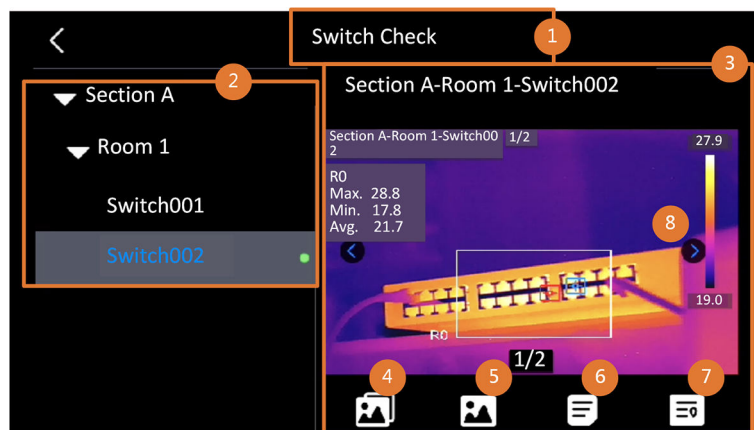 Switch Check
1
2
3
Section A
Room 1
Switch001
Switch002
Section A-Room 1-Switch002
Section A-Room 1-Switch00
2
1/2
R0
Max. 28.8
Min. 17.8
Avg. 21.7
27.9
19.0
8
R0
1/2
4
5
6
7